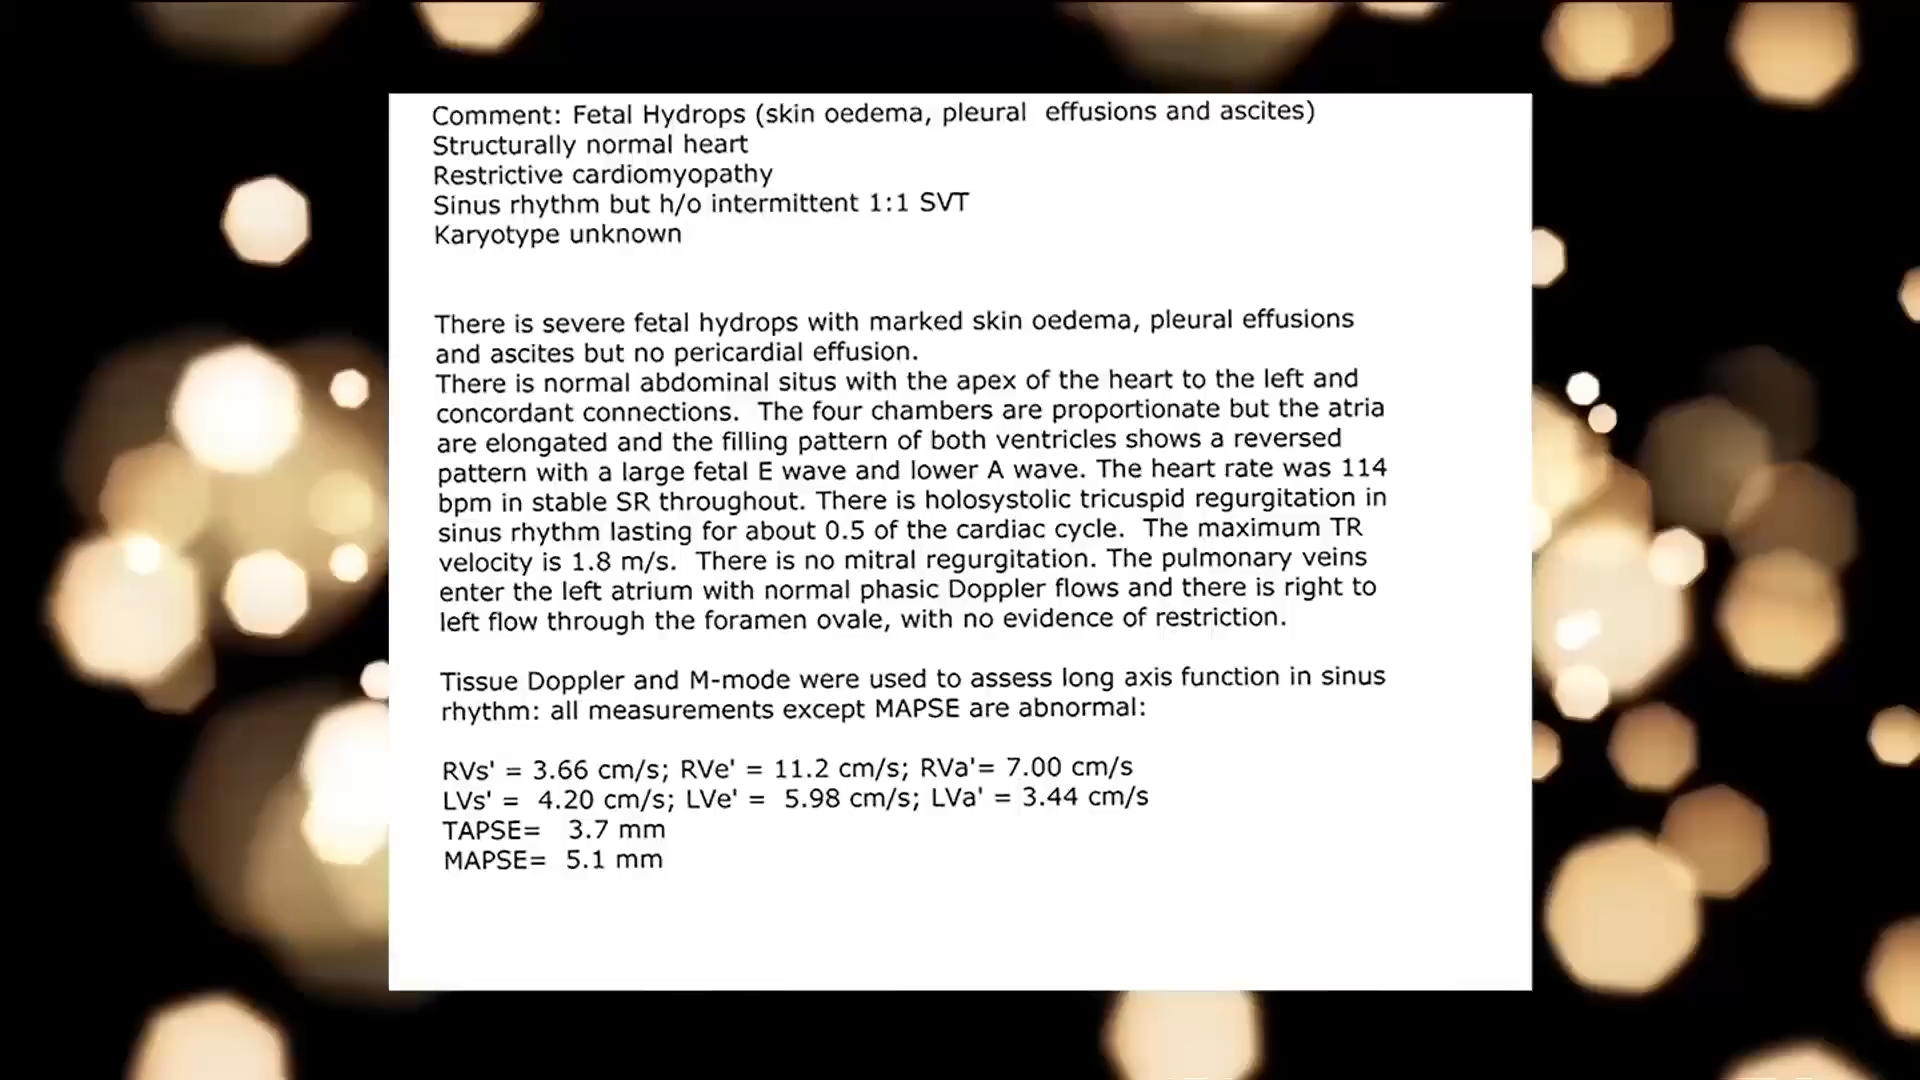 Comment: Fetal Hydrops (skin oedema, pleural effusions and ascites)
Structurally normal heart
Restrictive cardiomyopathy
Sinus rhythm but h/o intermittent 1:1 SVT
Karyotype unknown
There is severe fetal hydrops with marked skin oedema, pleural effusions
and ascites but no pericardial effusion.
There is normal abdominal situs with the apex of the heart to the left and
concordant connections. The four chambers are proportionate but the atria
are elongated and the filling pattern of both ventricles shows a reversed
pattern with a large fetal E wave and lower A wave. The heart rate was 114
bpm in stable SR throughout. There is holosystolic tricuspid regurgitation in
sinus rhythm lasting for about 0.5 of the cardiac cycle. The maximum TR
velocity is 1.8 m/s. There is no mitral regurgitation. The pulmonary veins
enter the left atrium with normal phasic Doppler flows and there is right to
left flow through the foramen ovale, with no evidence of restriction.
Tissue Doppler and M-mode were used to assess long axis function in sinus
rhythm: all measurements except MAPSE are abnormal:
RVs' = 3.66 cm/s; RVe' = 11.2 cm/s; RVa'= 7.00 cm/s
LVs' = 4.20 cm/s; LVe' = 5.98 cm/s; LVa' = 3.44 cm/s
TAPSE= 3.7 mm
MAPSE= 5.1 mm